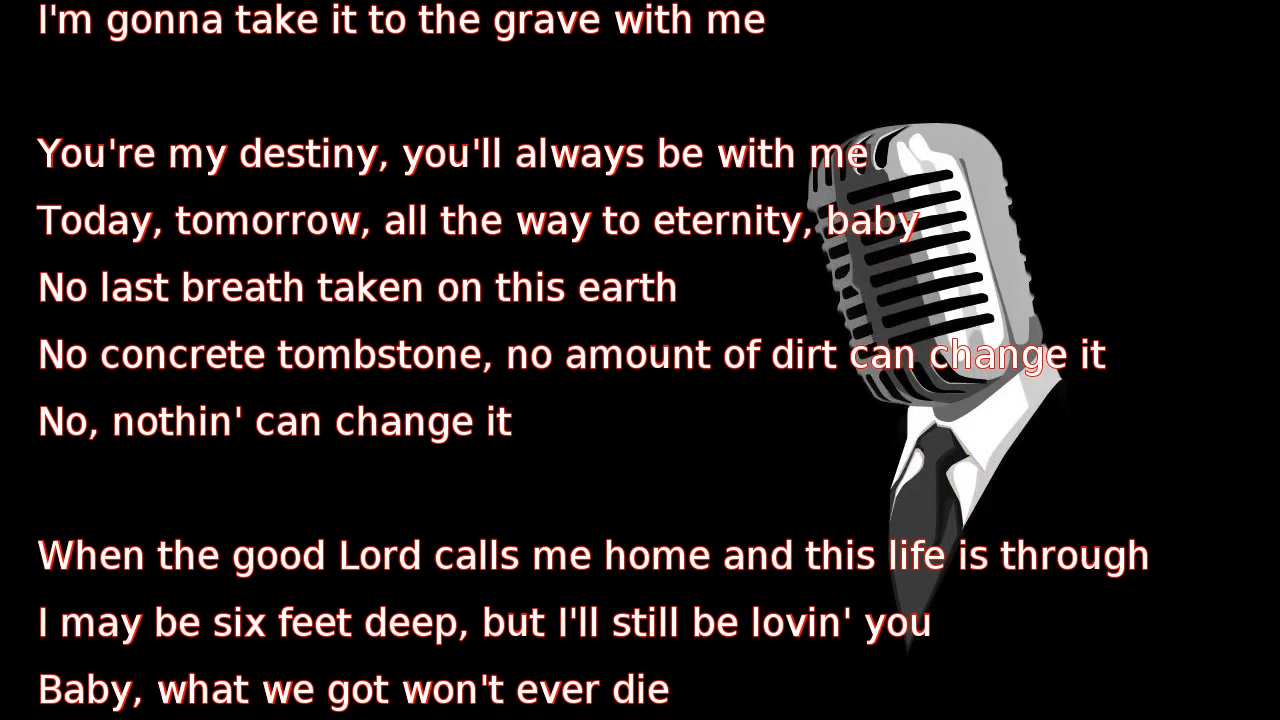 I'm gonna take it to the grave with me
You're my destiny, you'll always be with me
Today, tomorrow, all the way to eternity, baby
No last breath taken on this earth
No concrete tombstone, no amount of dirt can change it
No, nothin' can change it
When the good Lord calls me home and this life is through
I may be six feet deep, but I'll still be lovin' you
Baby, what we got won't ever die